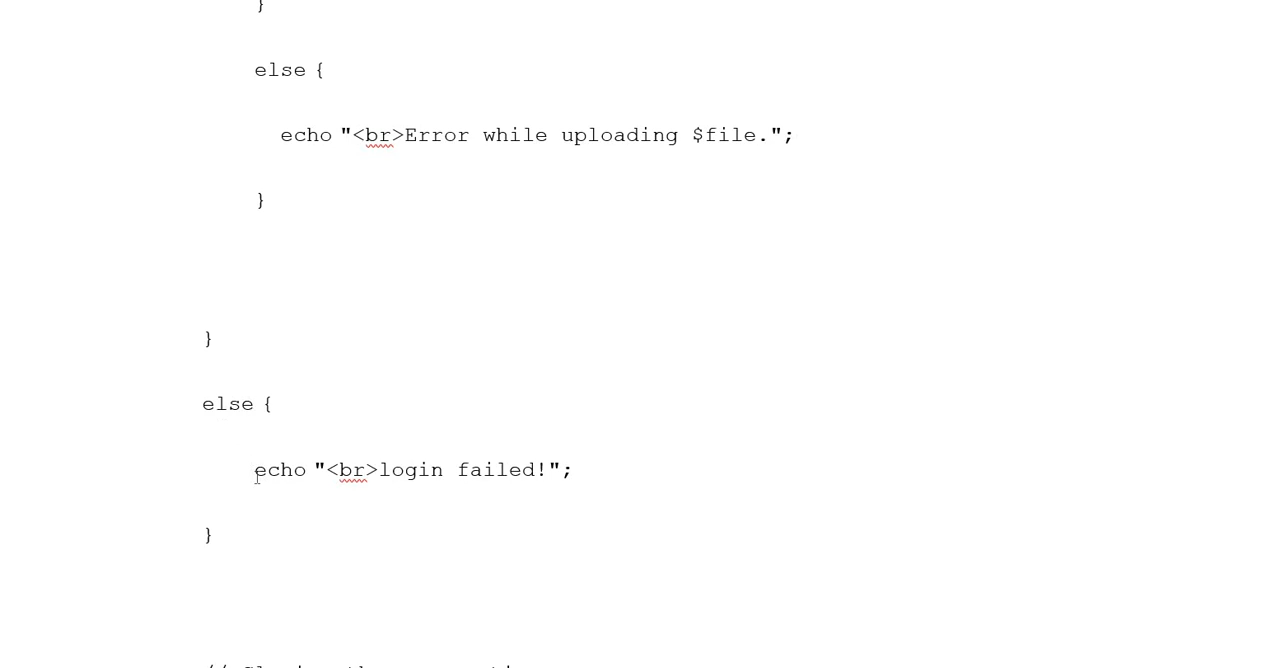 }
else {
echo "<br>Error while uploading $file.";
}
}
else {
echo "<br>login failed!";
}
//